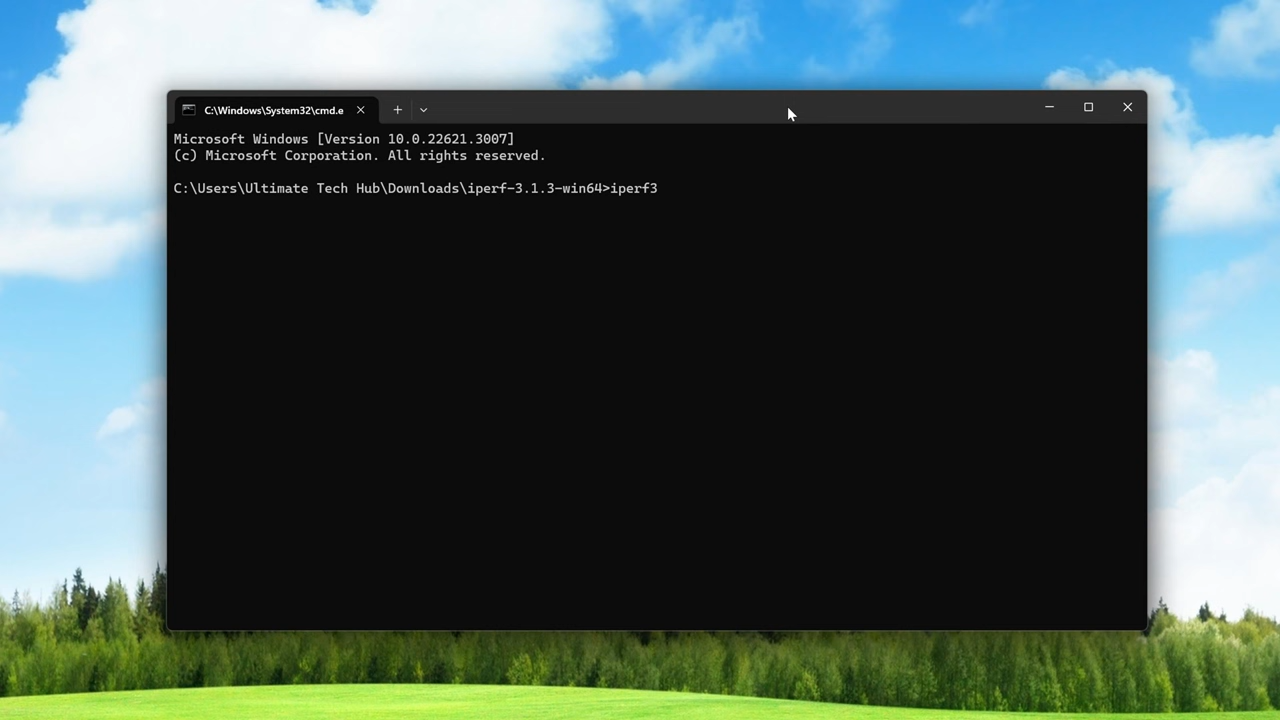 C:\Windows\System32\cmd.e
Microsoft Windows [Version 10.0.22621.3007]
(c) Microsoft Corporation. All rights reserved.
C:\Users\Ultimate Tech Hub\Downloads\iperf-3.1.3-win64>iperf3